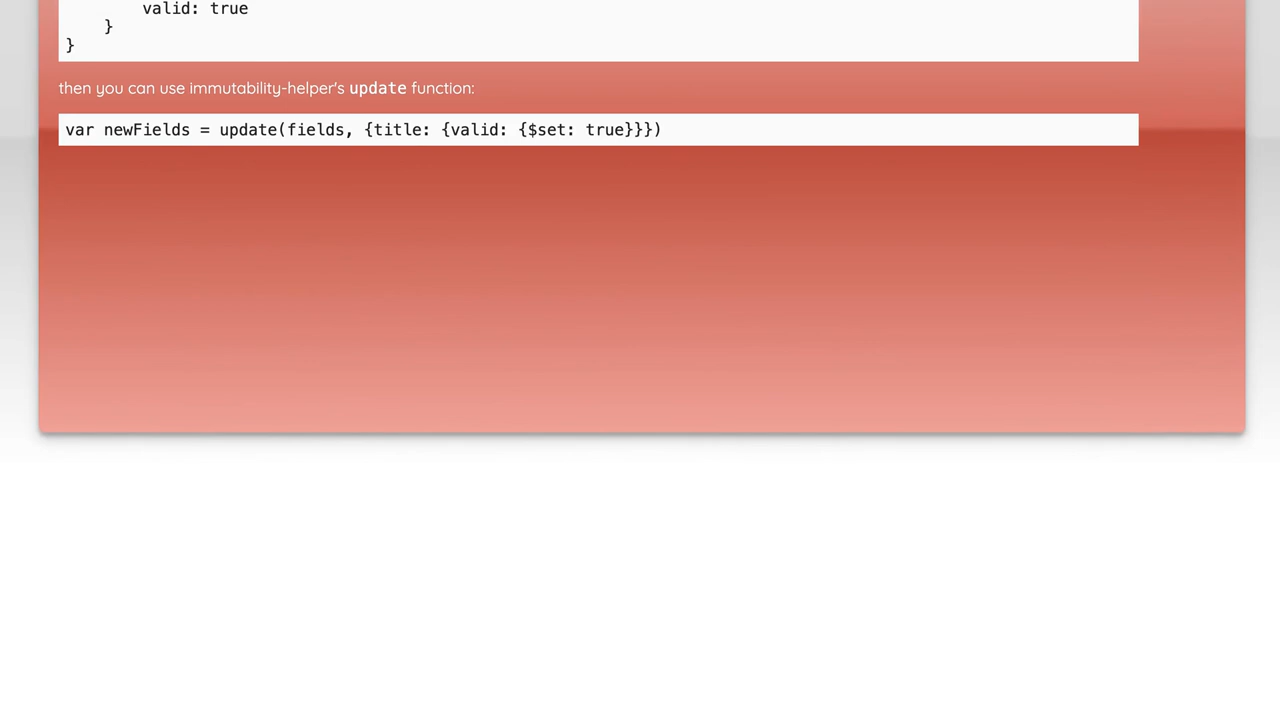 valid: true
    }
}
then you can use immutability-helper's update function:
var newFields = update(fields, {title: {valid: {$set: true}}})